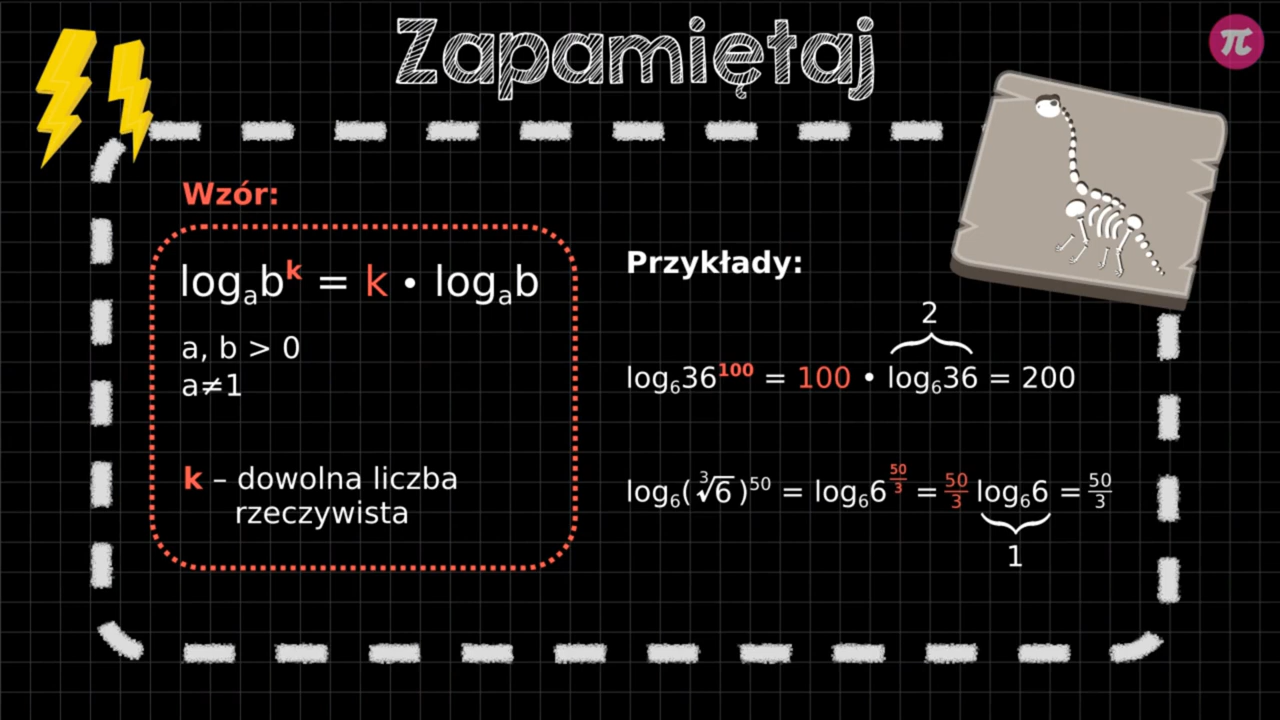 Zapamiętaj
π
Wzór:
logₐbᵏ = k • logₐb
a, b > 0
a≠1
k – dowolna liczba
rzeczywista
Przykłady:
2
log₆36¹⁰⁰ = 100 • log₆36 = 200
log₆(∛6)⁵⁰ = log₆6^(50/3) = 50/3 log₆6 = 50/3
1